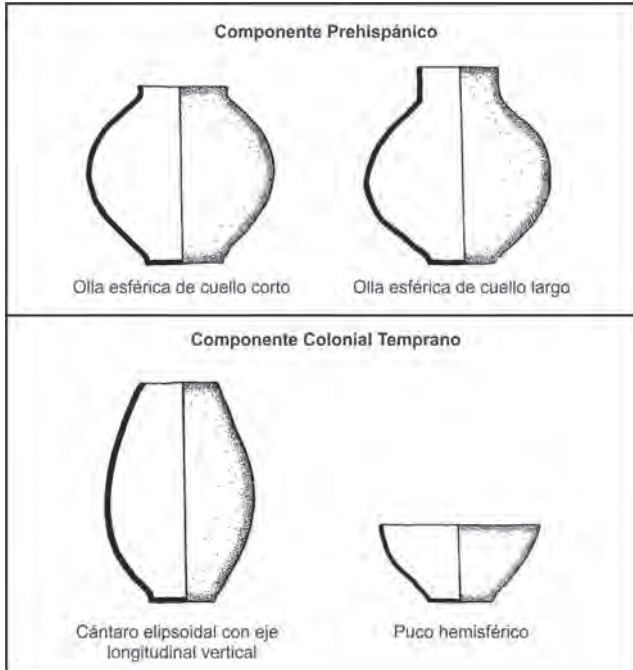 Componente Prehispánico
Olla esférica de cuello corto
Olla esférica de cuello largo
Componente Colonial Temprano
Cántaro elipsoidal con eje
longitudinal vertical
Puco hemisférico